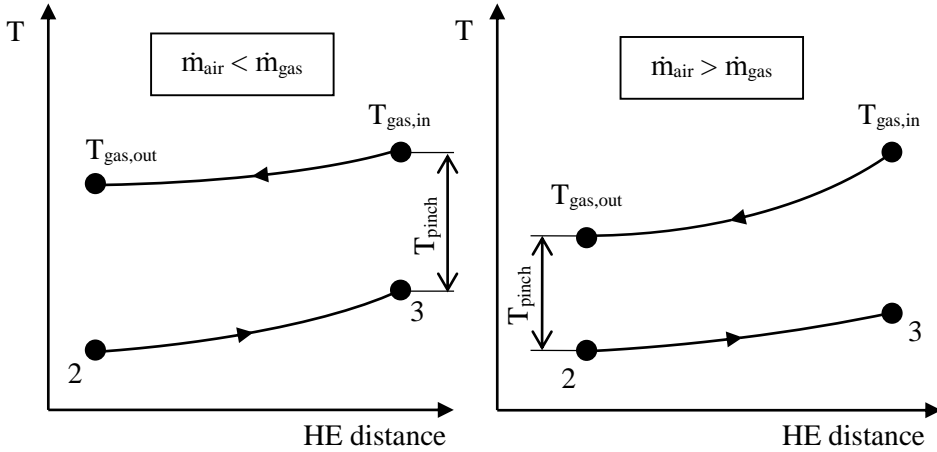 T
ṁair < ṁgas
Tgas,in
Tgas,out
Tpinch
3
2
HE distance
T
ṁair > ṁgas
Tgas,in
Tgas,out
Tpinch
3
2
HE distance